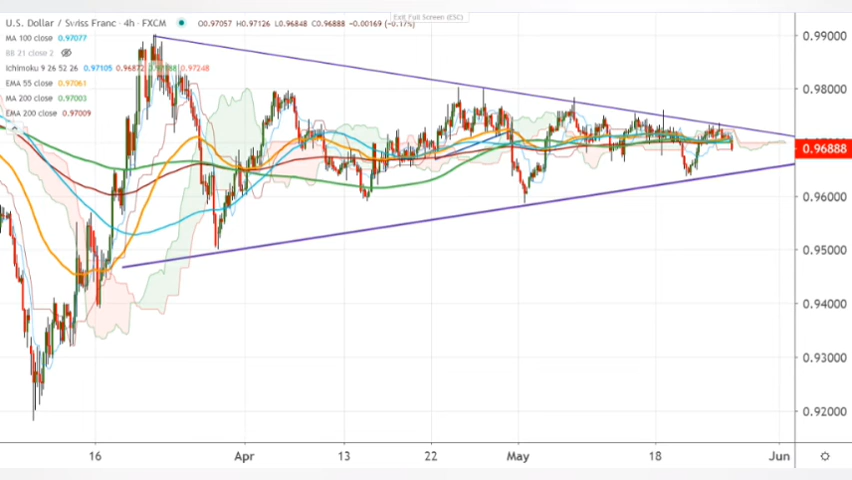 Exit Full Screen (ESC)
U.S. Dollar / Swiss Franc · 4h · FXCM O0.97057 H0.97126 L0.96848 C0.96888 −0.00169 (−0.17%)
MA 100 close 0.97077
BB 21 close 2
Ichimoku 9 26 52 26 0.97105 0.96872 0.97248
EMA 55 close 0.97061
MA 200 close 0.97003
EMA 200 close 0.97009
0.99000
0.98000
0.96888
0.96000
0.95000
0.94000
0.93000
0.92000
16 Apr 13 22 May 18 Jun